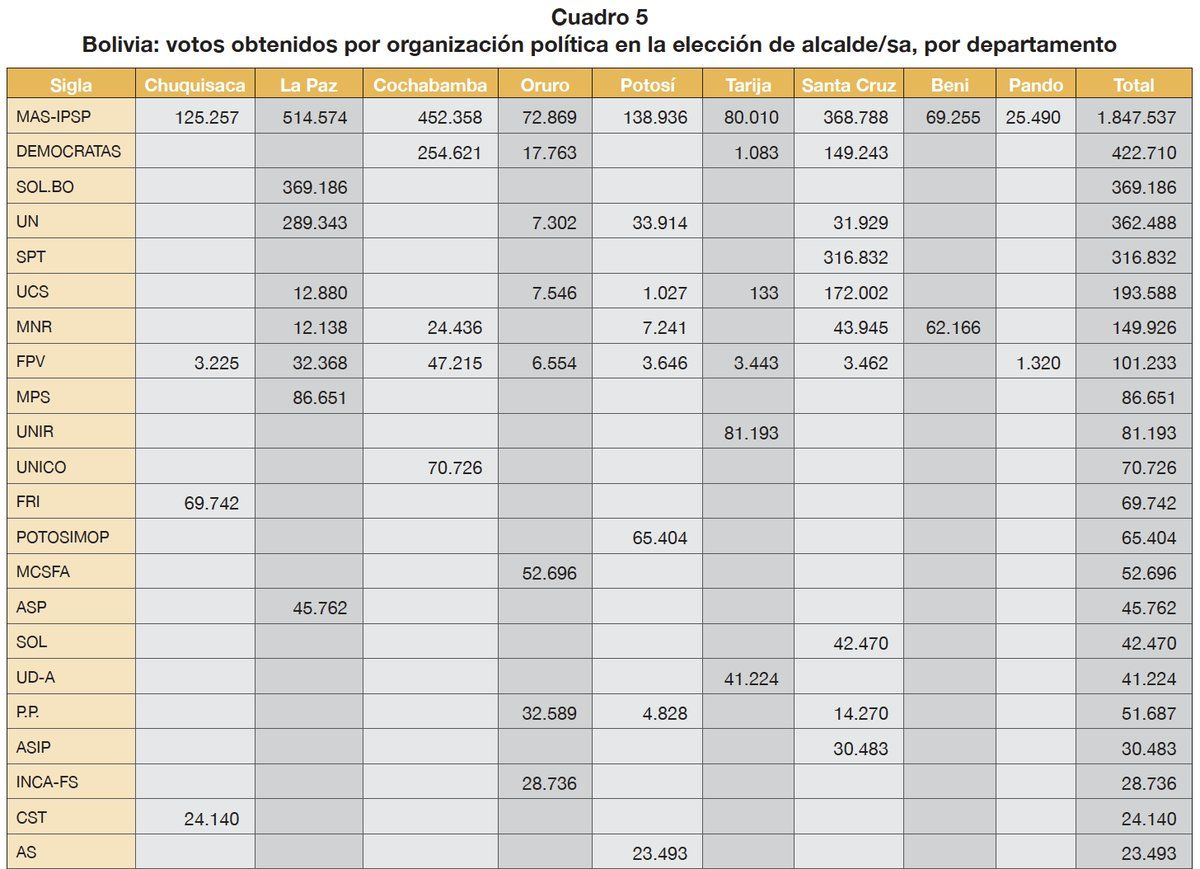 Cuadro 5
Bolivia: votos obtenidos por organización política en la elección de alcalde/sa, por departamento
Sigla Chuquisaca La Paz Cochabamba Oruro Potosí Tarija Santa Cruz Beni Pando Total
MAS-IPSP 125.257 514.574 452.358 72.869 138.936 80.010 368.788 69.255 25.490 1.847.537
DEMOCRATAS 254.621 17.763 1.083 149.243 422.710
SOL.BO 369.186 369.186
UN 289.343 7.302 33.914 31.929 362.488
SPT 316.832 316.832
UCS 12.880 7.546 1.027 133 172.002 193.588
MNR 12.138 24.436 7.241 43.945 62.166 149.926
FPV 3.225 32.368 47.215 6.554 3.646 3.443 3.462 1.320 101.233
MPS 86.651 86.651
UNIR 81.193 81.193
UNICO 70.726 70.726
FRI 69.742 69.742
POTOSIMOP 65.404 65.404
MCSFA 52.696 52.696
ASP 45.762 45.762
SOL 42.470 42.470
UD-A 41.224 41.224
P.P. 32.589 4.828 14.270 51.687
ASIP 30.483 30.483
INCA-FS 28.736 28.736
CST 24.140 24.140
AS 23.493 23.493